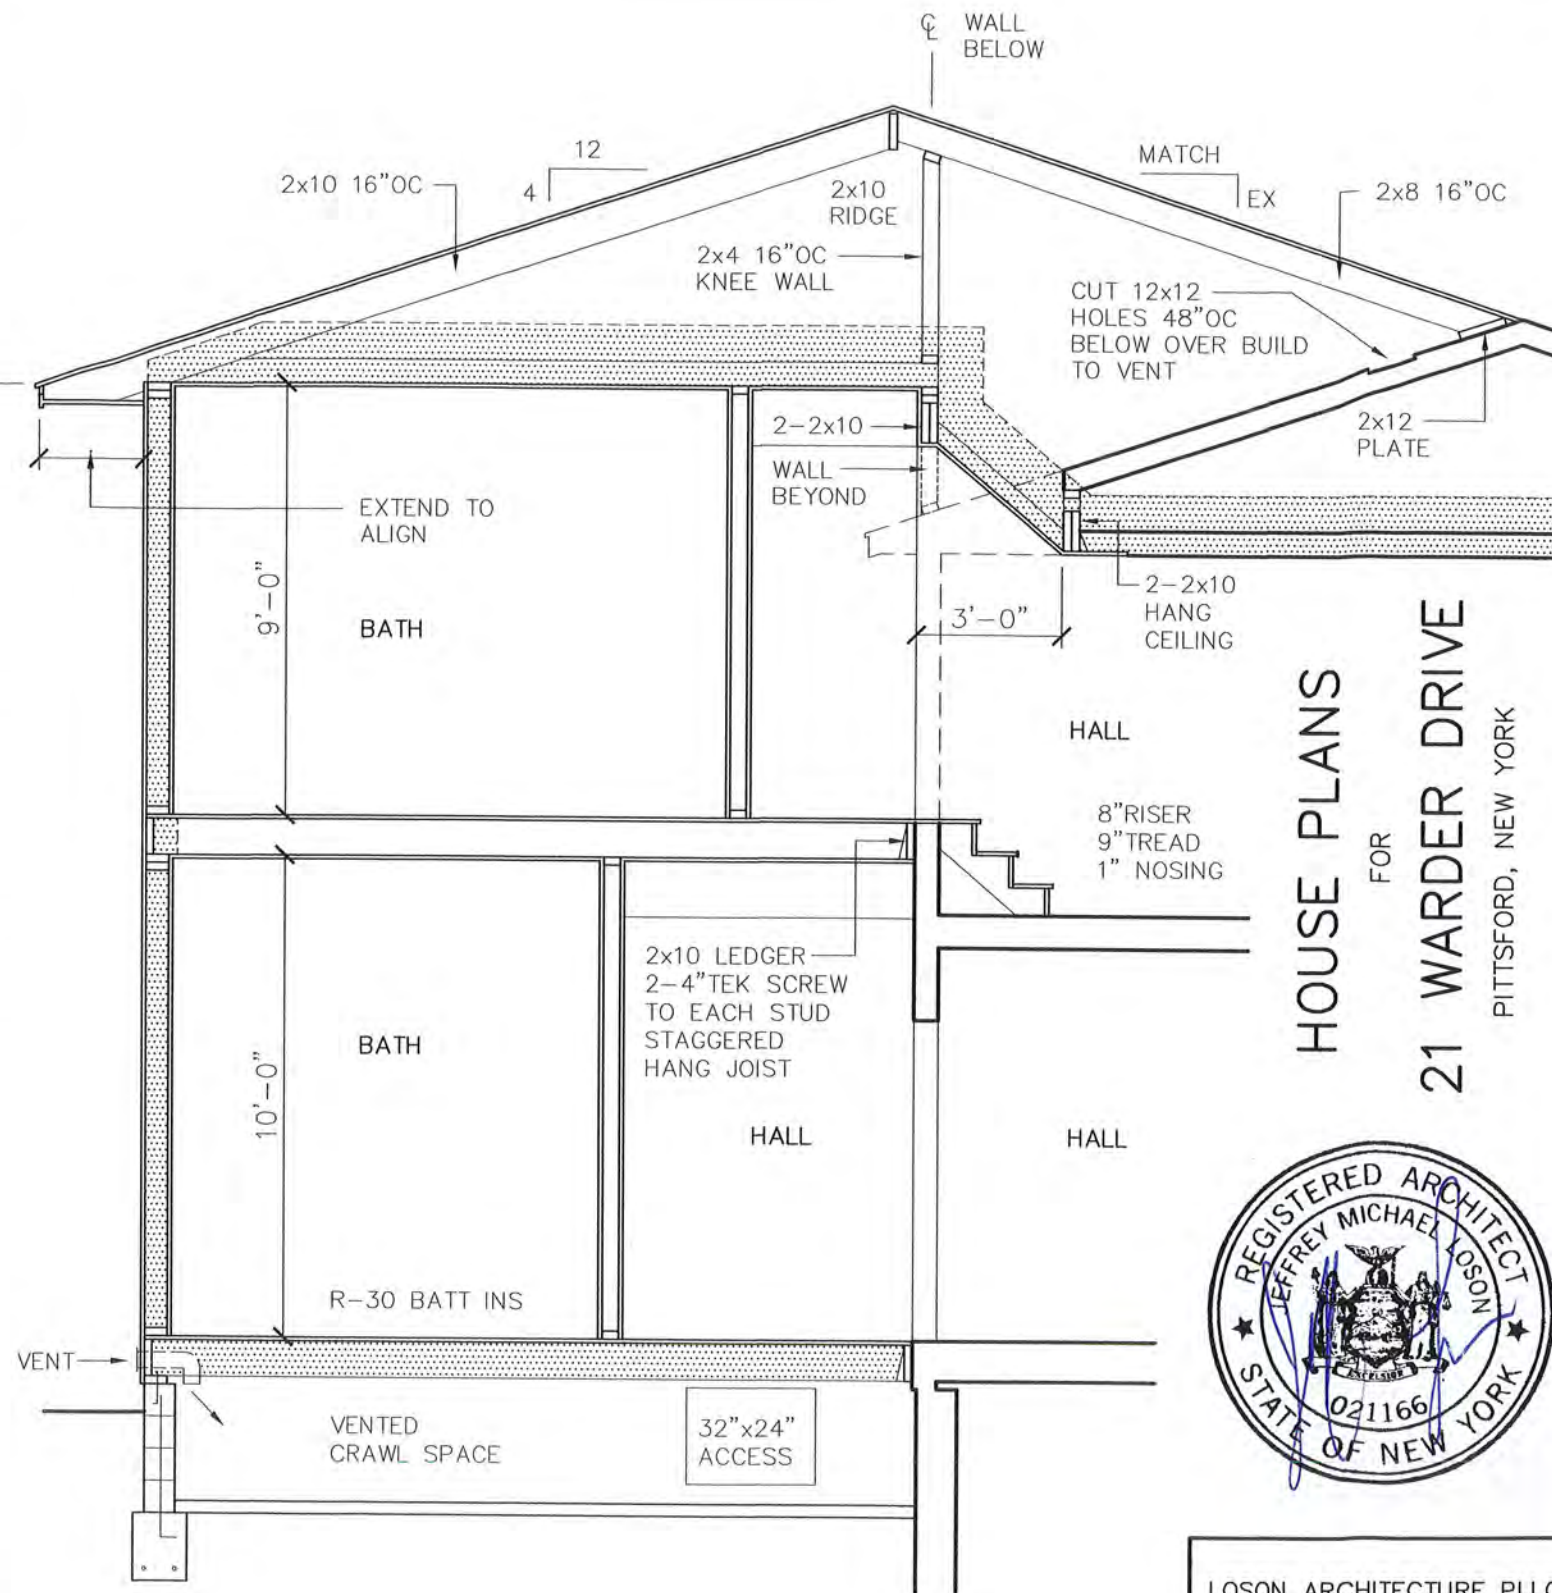 ℄ WALL
BELOW
12
4
2x10 16"OC
MATCH
EX
2x8 16"OC
2x10
RIDGE
2x4 16"OC
KNEE WALL
CUT 12x12
HOLES 48"OC
BELOW OVER BUILD
TO VENT
2x12
PLATE
2-2x10
WALL
BEYOND
EXTEND TO
ALIGN
9'-0"
BATH
3'-0"
2-2x10
HANG
CEILING
HALL
8"RISER
9"TREAD
1" NOSING
2x10 LEDGER
2-4"TEK SCREW
TO EACH STUD
STAGGERED
HANG JOIST
BATH
10'-0"
HALL
HALL
R-30 BATT INS
VENT
VENTED
CRAWL SPACE
32"x24"
ACCESS
HOUSE PLANS
FOR
21 WARDER DRIVE
PITTSFORD, NEW YORK
REGISTERED ARCHITECT
JEFFREY MICHAEL LOSON
EXCELSIOR
021166
STATE OF NEW YORK
LOSON ARCHITECTURE PLLC